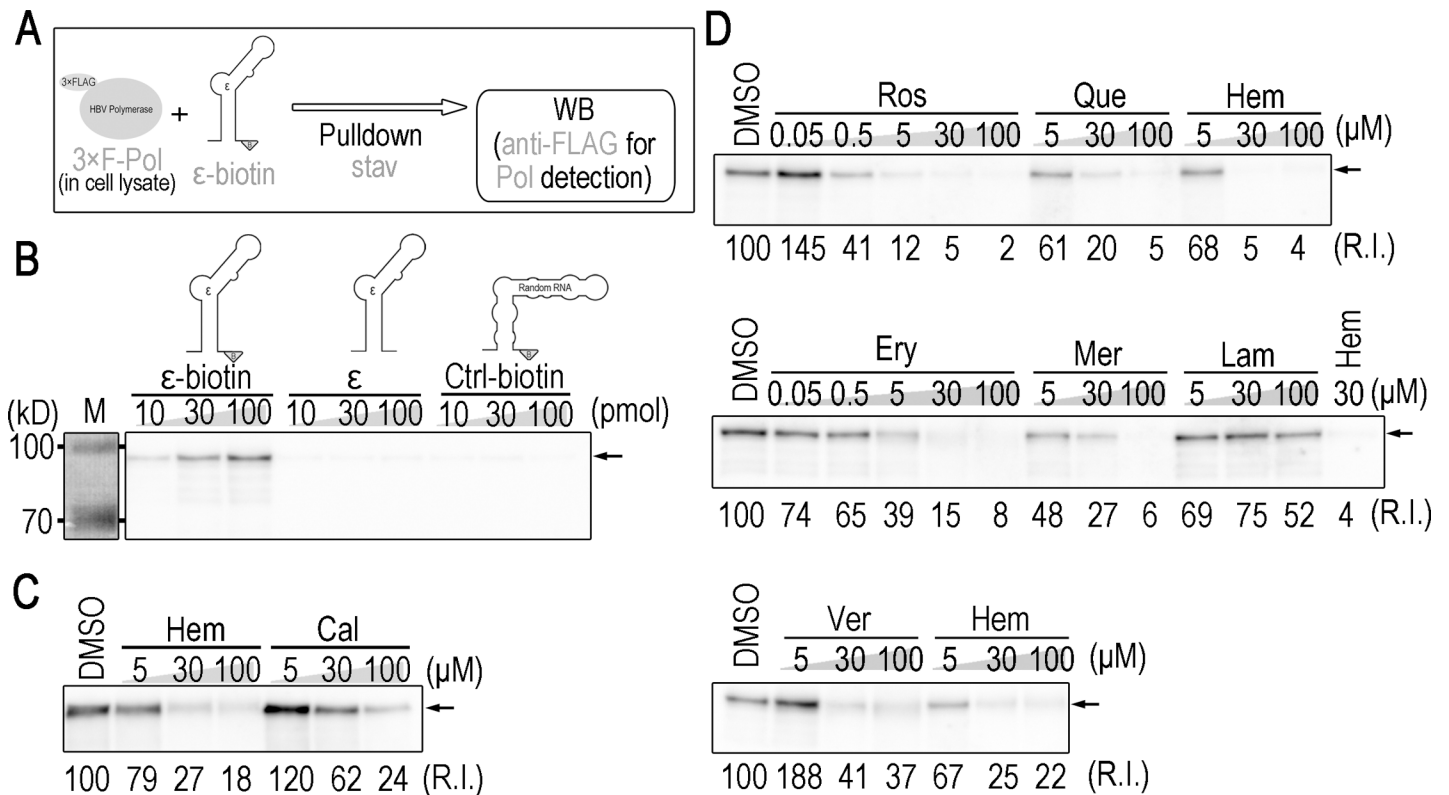 A
3×FLAG
HBV Polymerase
+
ε
B
3×F-Pol
(in cell lysate)
ε-biotin
Pulldown
stav
WB
(anti-FLAG for
Pol detection)
B
ε
ε
Random RNA
B
B
ε-biotin ε Ctrl-biotin
(kD) M 10 30 100 10 30 100 10 30 100 (pmol)
100
70
C
DMSO Hem Cal
5 30 100 5 30 100 (µM)
100 79 27 18 120 62 24 (R.I.)
D
DMSO Ros Que Hem
0.05 0.5 5 30 100 5 30 100 5 30 100 (µM)
100 145 41 12 5 2 61 20 5 68 5 4 (R.I.)
DMSO Ery Mer Lam Hem
0.05 0.5 5 30 100 5 30 100 5 30 100 30 (µM)
100 74 65 39 15 8 48 27 6 69 75 52 4 (R.I.)
DMSO Ver Hem
5 30 100 5 30 100 (µM)
100 188 41 37 67 25 22 (R.I.)